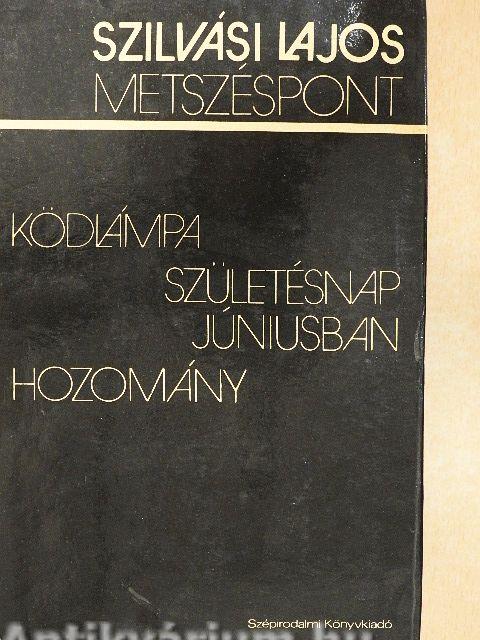 SZILVÁSI LAJOS
METSZÉSPONT
KÖDLÁMPA
SZÜLETÉSNAP
JÚNIUSBAN
HOZOMÁNY
Szépirodalmi Könyvkiadó